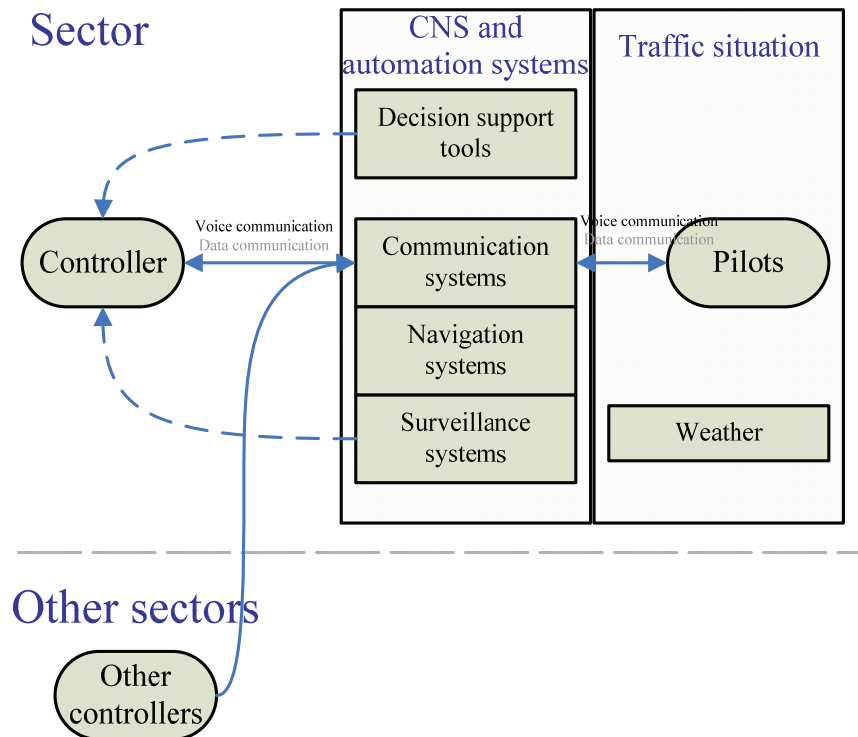 Sector
CNS and
automation systems
Traffic situation
Decision support
tools
Voice communication
Data communication
Voice communication
Data communication
Controller
Communication
systems
Pilots
Navigation
systems
Surveillance
systems
Weather
Other sectors
Other
controllers